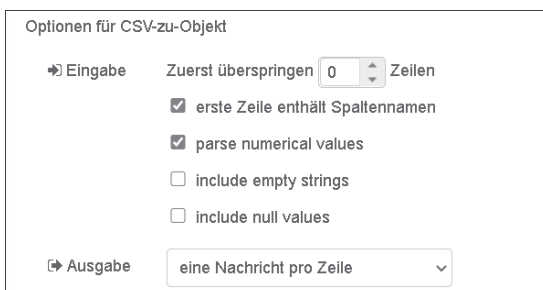 Optionen für CSV-zu-Objekt
Eingabe Zuerst überspringen 0 Zeilen
erste Zeile enthält Spaltennamen
parse numerical values
include empty strings
include null values
Ausgabe eine Nachricht pro Zeile